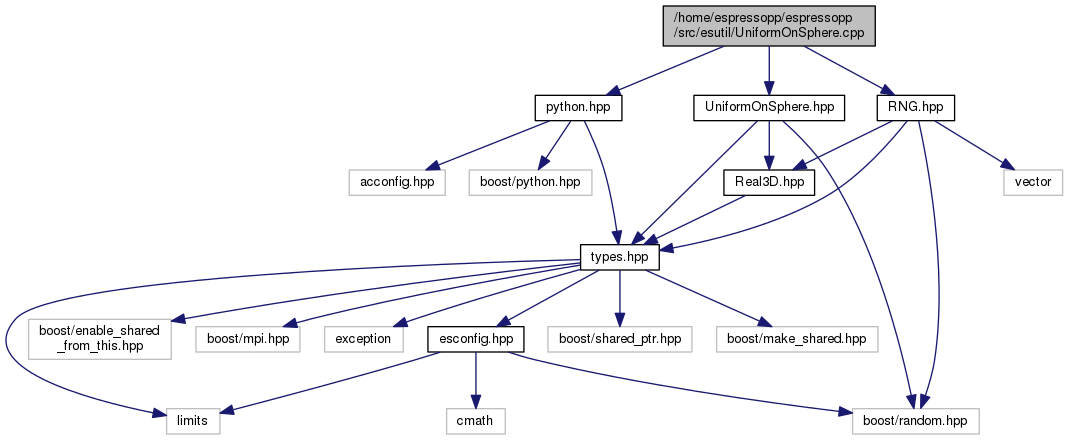 /home/espressopp/espressopp
/src/esutil/UniformOnSphere.cpp
python.hpp
UniformOnSphere.hpp
RNG.hpp
acconfig.hpp
boost/python.hpp
Real3D.hpp
vector
types.hpp
boost/enable_shared
_from_this.hpp
boost/mpi.hpp
exception
esconfig.hpp
boost/shared_ptr.hpp
boost/make_shared.hpp
limits
cmath
boost/random.hpp